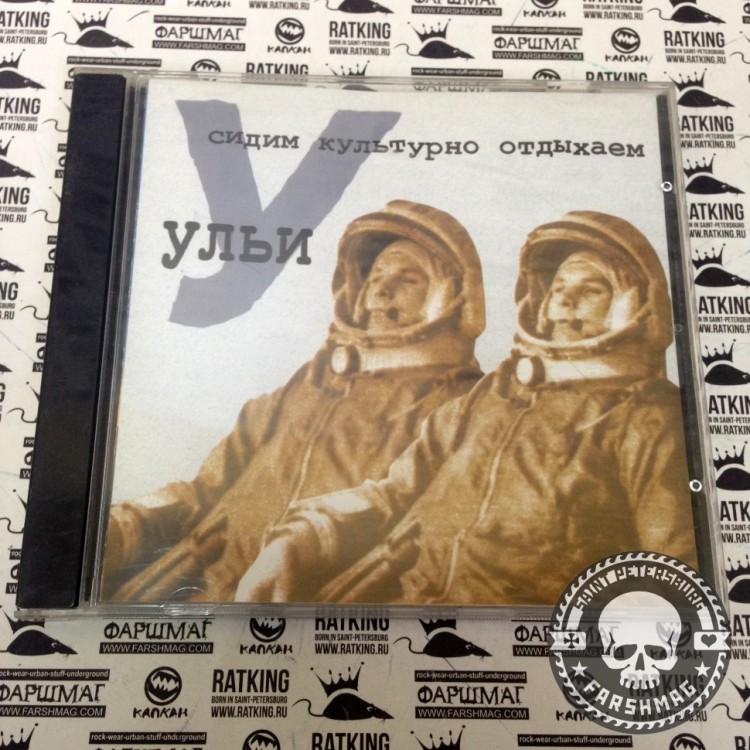 сидим культурно отдыхаем
У
ульи
rock-wear-urban-stuff-underground
ФАРШМАГ
WWW.FARSHMAG.COM
КАПКАН
RATKING
BORN IN SAINT-PETERSBURG
WWW.RATKING.RU
SAINT PETERSBURG
FARSHMAG